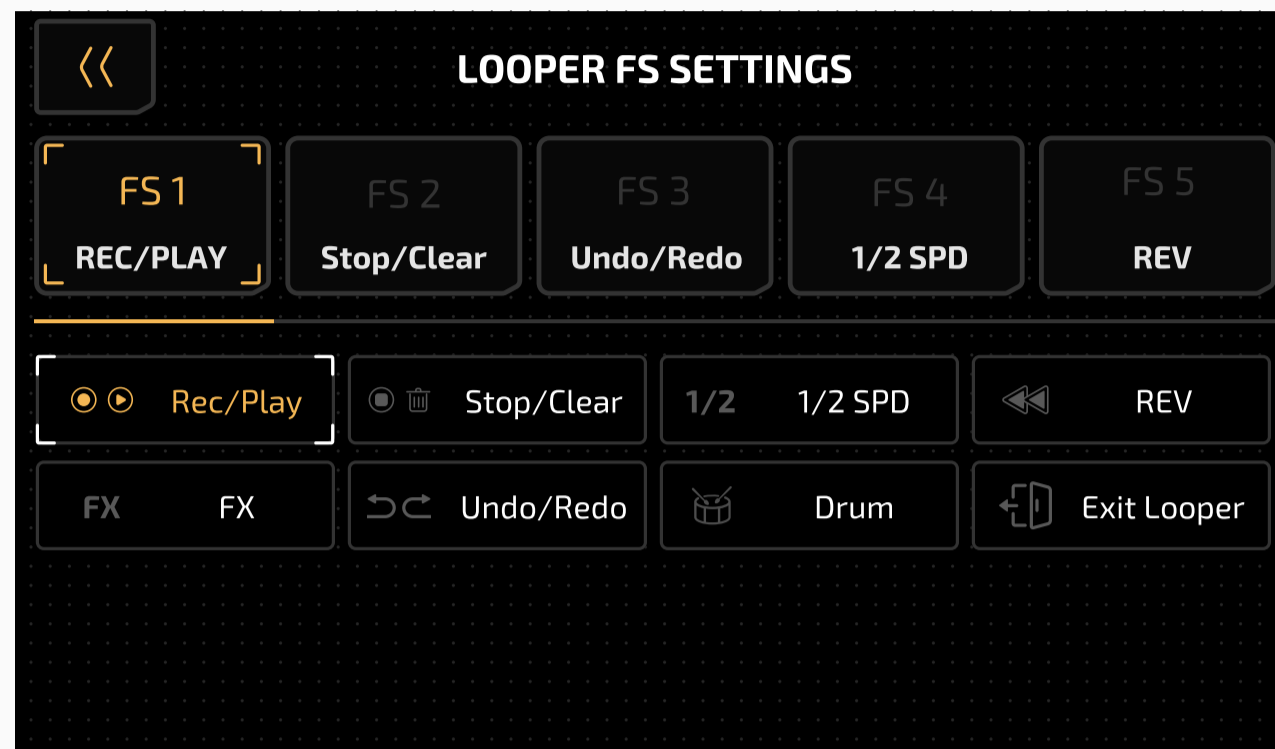 LOOPER FS SETTINGS
FS 1
REC/PLAY
FS 2
Stop/Clear
FS 3
Undo/Redo
FS 4
1/2 SPD
FS 5
REV
Rec/Play
Stop/Clear
1/2 1/2 SPD
REV
FX FX
Undo/Redo
Drum
Exit Looper